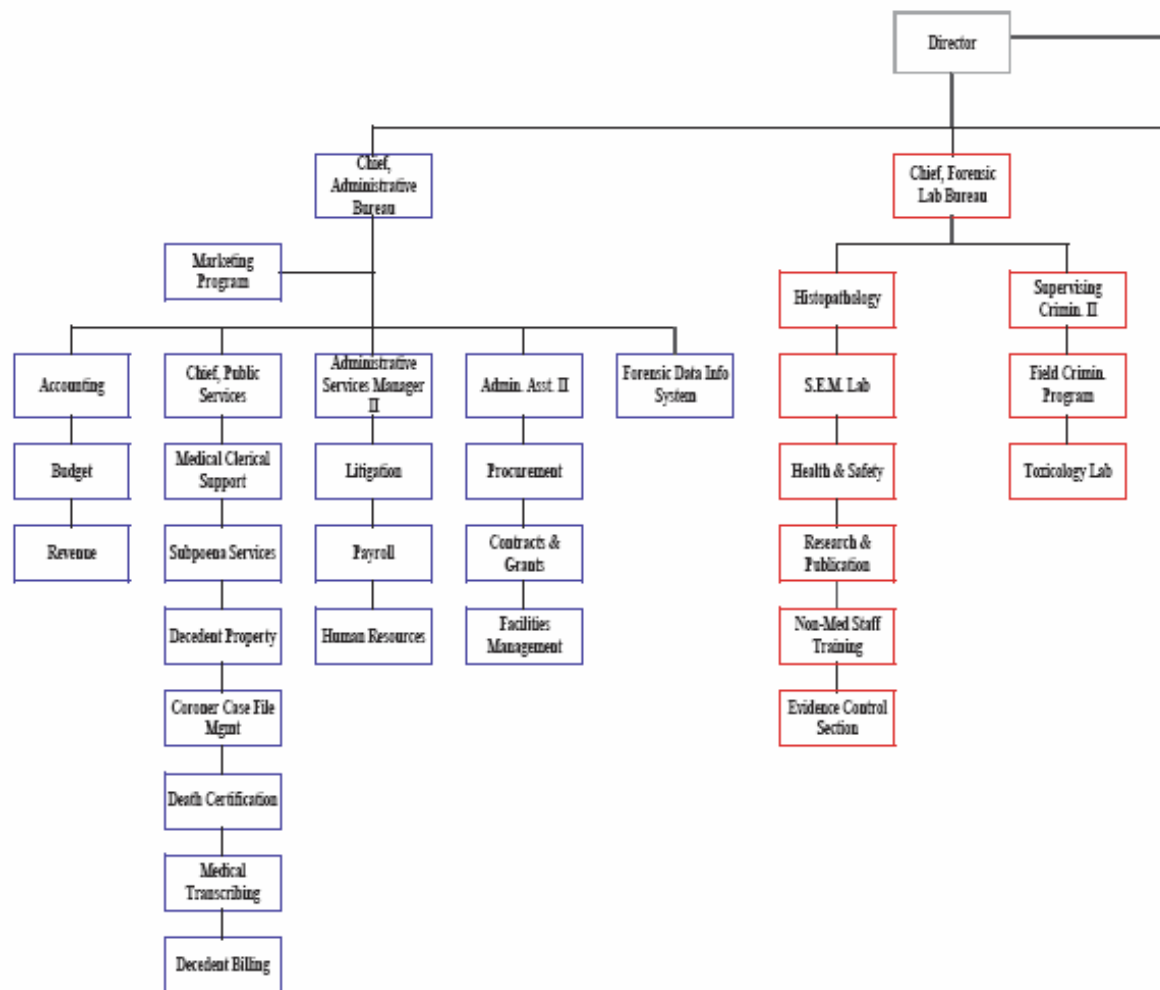 Director
Chief,
Administrative
Bureau
Chief, Forensic
Lab Bureau
Marketing
Program
Histopathology
Supervising
Crimin. II
Accounting
Chief, Public
Services
Administrative
Services Manager
II
Admin. Asst. II
Forensic Data Info
System
S.E.M. Lab
Field Crimin.
Program
Budget
Medical Clerical
Support
Litigation
Procurement
Health & Safety
Toxicology Lab
Revenue
Subpoena Services
Payroll
Contracts &
Grants
Research &
Publication
Decedent Property
Human Resources
Facilities
Management
Non-Med Staff
Training
Coroner Case File
Mgmt
Evidence Control
Section
Death Certification
Medical
Transcribing
Decedent Billing